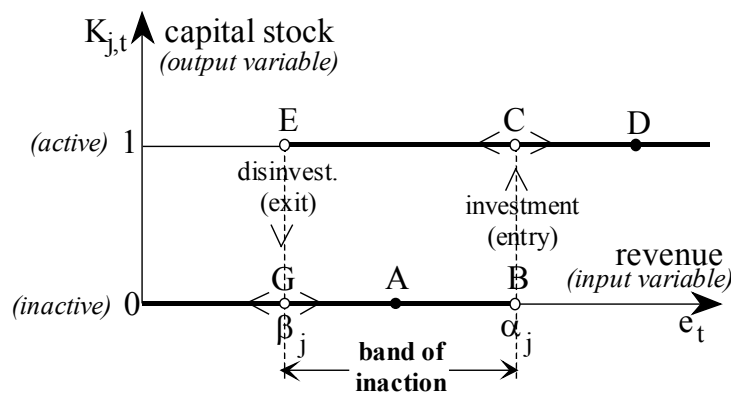 K_{j,t}
capital stock
(output variable)
E
C
D
(active) 1
disinvest.
(exit)
investment
(entry)
revenue
(input variable)
(inactive) 0
G
A
B
β_j
α_j
e_t
band of
inaction